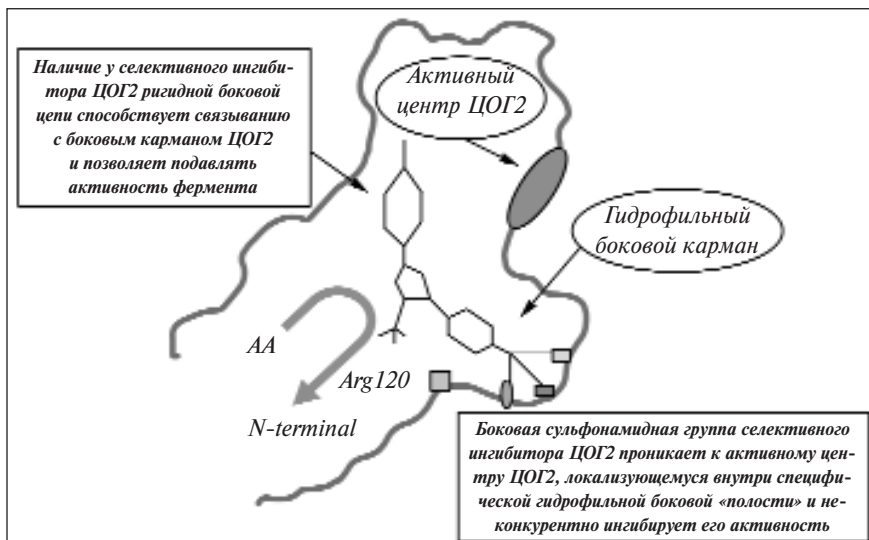 Наличие у селективного ингиби-
тора ЦОГ2 ригидной боковой
цепи способствует связыванию
с боковым карманом ЦОГ2
и позволяет подавлять
активность фермента
Активный
центр ЦОГ2
Гидрофильный
боковой карман
AA
Arg120
N-terminal
Боковая сульфонамидная группа селективного
ингибитора ЦОГ2 проникает к активному цен-
тру ЦОГ2, локализующемуся внутри специфи-
ческой гидрофильной боковой «полости» и не-
конкурентно ингибирует его активность